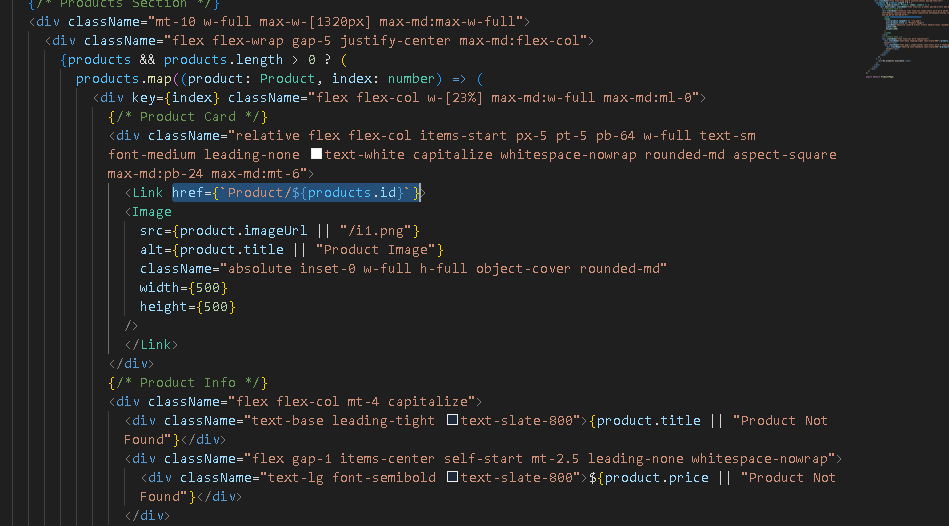 {/* Products Section */}
<div className="mt-10 w-full max-w-[1320px] max-md:max-w-full">
<div className="flex flex-wrap gap-5 justify-center max-md:flex-col">
{products && products.length > 0 ? (
products.map((product: Product, index: number) => (
<div key={index} className="flex flex-col w-[23%] max-md:w-full max-md:ml-0">
{/* Product Card */}
<div className="relative flex flex-col items-start px-5 pt-5 pb-64 w-full text-sm
font-medium leading-none text-white capitalize whitespace-nowrap rounded-md aspect-square
max-md:pb-24 max-md:mt-6">
<Link href={`Product/${products.id}`}>
<Image
src={product.imageUrl || "/i1.png"}
alt={product.title || "Product Image"}
className="absolute inset-0 w-full h-full object-cover rounded-md"
width={500}
height={500}
/>
</Link>
</div>
{/* Product Info */}
<div className="flex flex-col mt-4 capitalize">
<div className="text-base leading-tight text-slate-800">{product.title || "Product Not
Found"}</div>
<div className="flex gap-1 items-center self-start mt-2.5 leading-none whitespace-nowrap">
<div className="text-lg font-semibold text-slate-800">${product.price || "Product Not
Found"}</div>
</div>